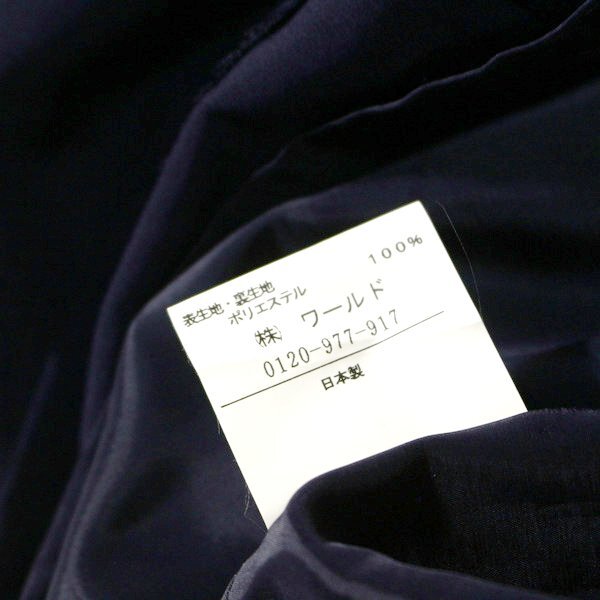 表生地・裏生地
ポリエステル 100%
(株) ワールド
0120-977-917
日本製